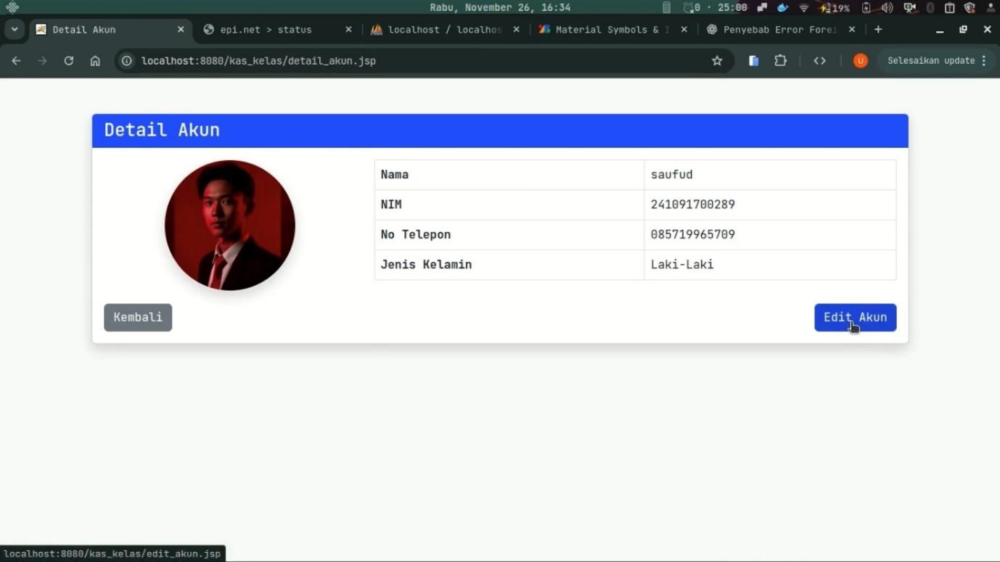 Rabu, November 26, 16:34
0 · 25:00
19%
Detail Akun
epi.net > status
localhost / localhos
Material Symbols & I
Penyebab Error Forei
localhost:8080/kas_kelas/detail_akun.jsp
U
Selesaikan update
Detail Akun
Nama saufud
NIM 241091700289
No Telepon 085719965709
Jenis Kelamin Laki-Laki
Kembali
Edit Akun
localhost:8080/kas_kelas/edit_akun.jsp